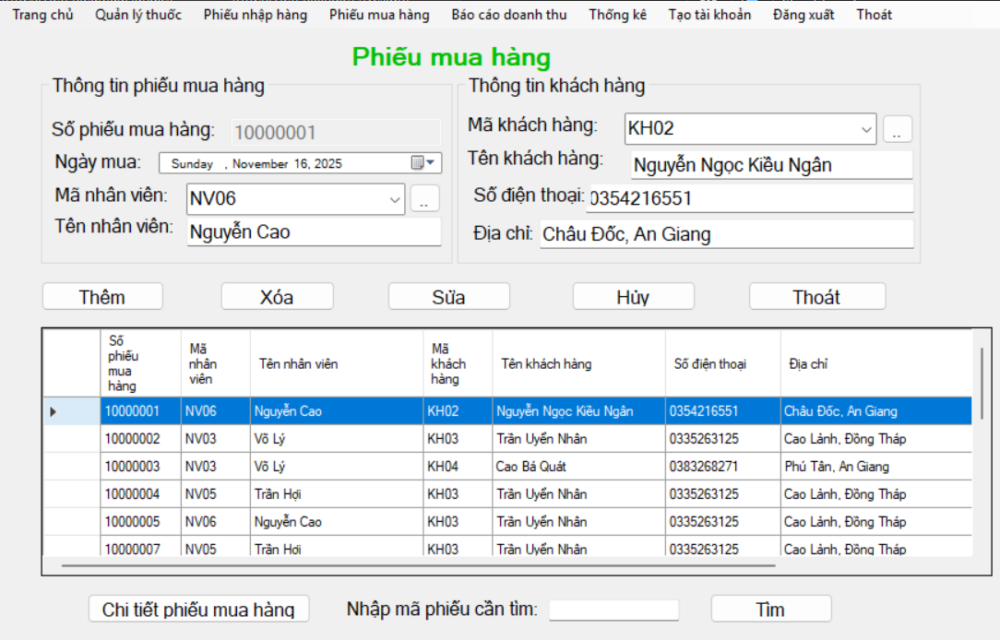 Trang chủ Quản lý thuốc Phiếu nhập hàng Phiếu mua hàng Báo cáo doanh thu Thống kê Tạo tài khoản Đăng xuất Thoát
Phiếu mua hàng
Thông tin phiếu mua hàng
Số phiếu mua hàng: 10000001
Ngày mua: Sunday , November 16, 2025
Mã nhân viên: NV06 ..
Tên nhân viên: Nguyễn Cao
Thông tin khách hàng
Mã khách hàng: KH02 ..
Tên khách hàng: Nguyễn Ngọc Kiều Ngân
Số điện thoại: 0354216551
Địa chỉ: Châu Đốc, An Giang
Thêm Xóa Sửa Hủy Thoát
Số phiếu mua hàng Mã nhân viên Tên nhân viên Mã khách hàng Tên khách hàng Số điện thoại Địa chỉ
10000001 NV06 Nguyễn Cao KH02 Nguyễn Ngọc Kiều Ngân 0354216551 Châu Đốc, An Giang
10000002 NV03 Võ Lý KH03 Trần Uyển Nhân 0335263125 Cao Lảnh, Đồng Tháp
10000003 NV03 Võ Lý KH04 Cao Bá Quát 0383268271 Phú Tân, An Giang
10000004 NV05 Trần Hợi KH03 Trần Uyển Nhân 0335263125 Cao Lảnh, Đồng Tháp
10000005 NV06 Nguyễn Cao KH03 Trần Uyển Nhân 0335263125 Cao Lảnh, Đồng Tháp
10000007 NV05 Trần Hợi KH03 Trần Uyển Nhân 0335263125 Cao Lảnh, Đồng Tháp
Chi tiết phiếu mua hàng Nhập mã phiếu cần tìm: Tìm